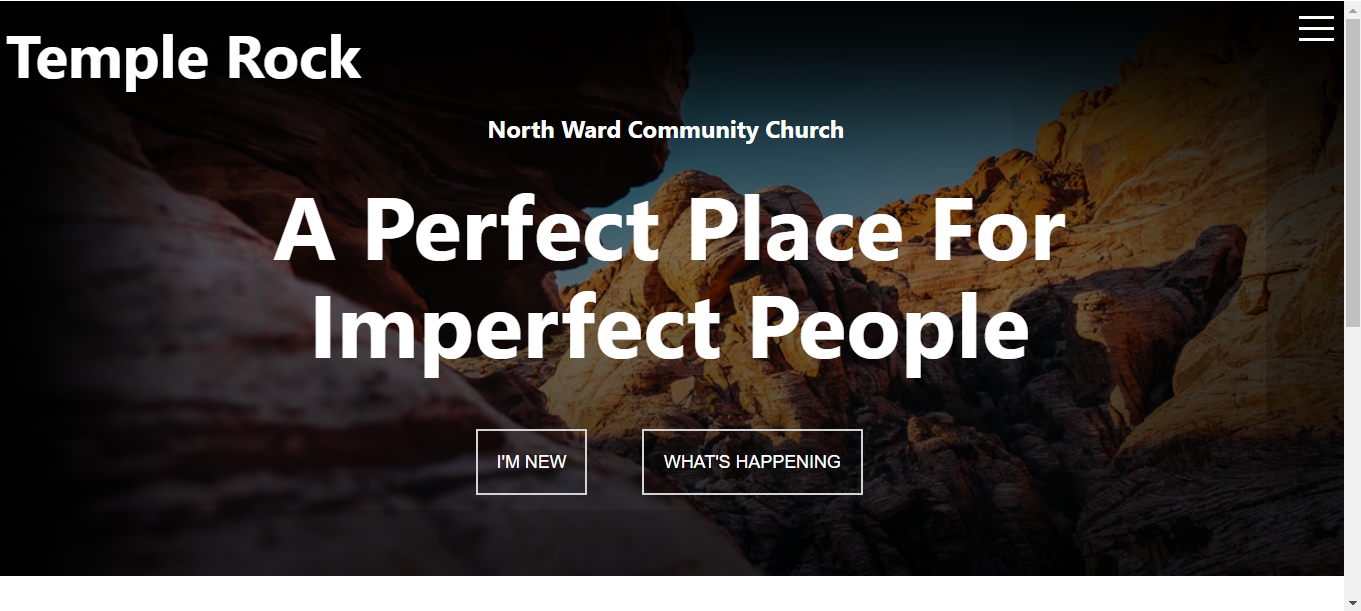 Temple Rock
North Ward Community Church
A Perfect Place For
Imperfect People
I'M NEW
WHAT'S HAPPENING